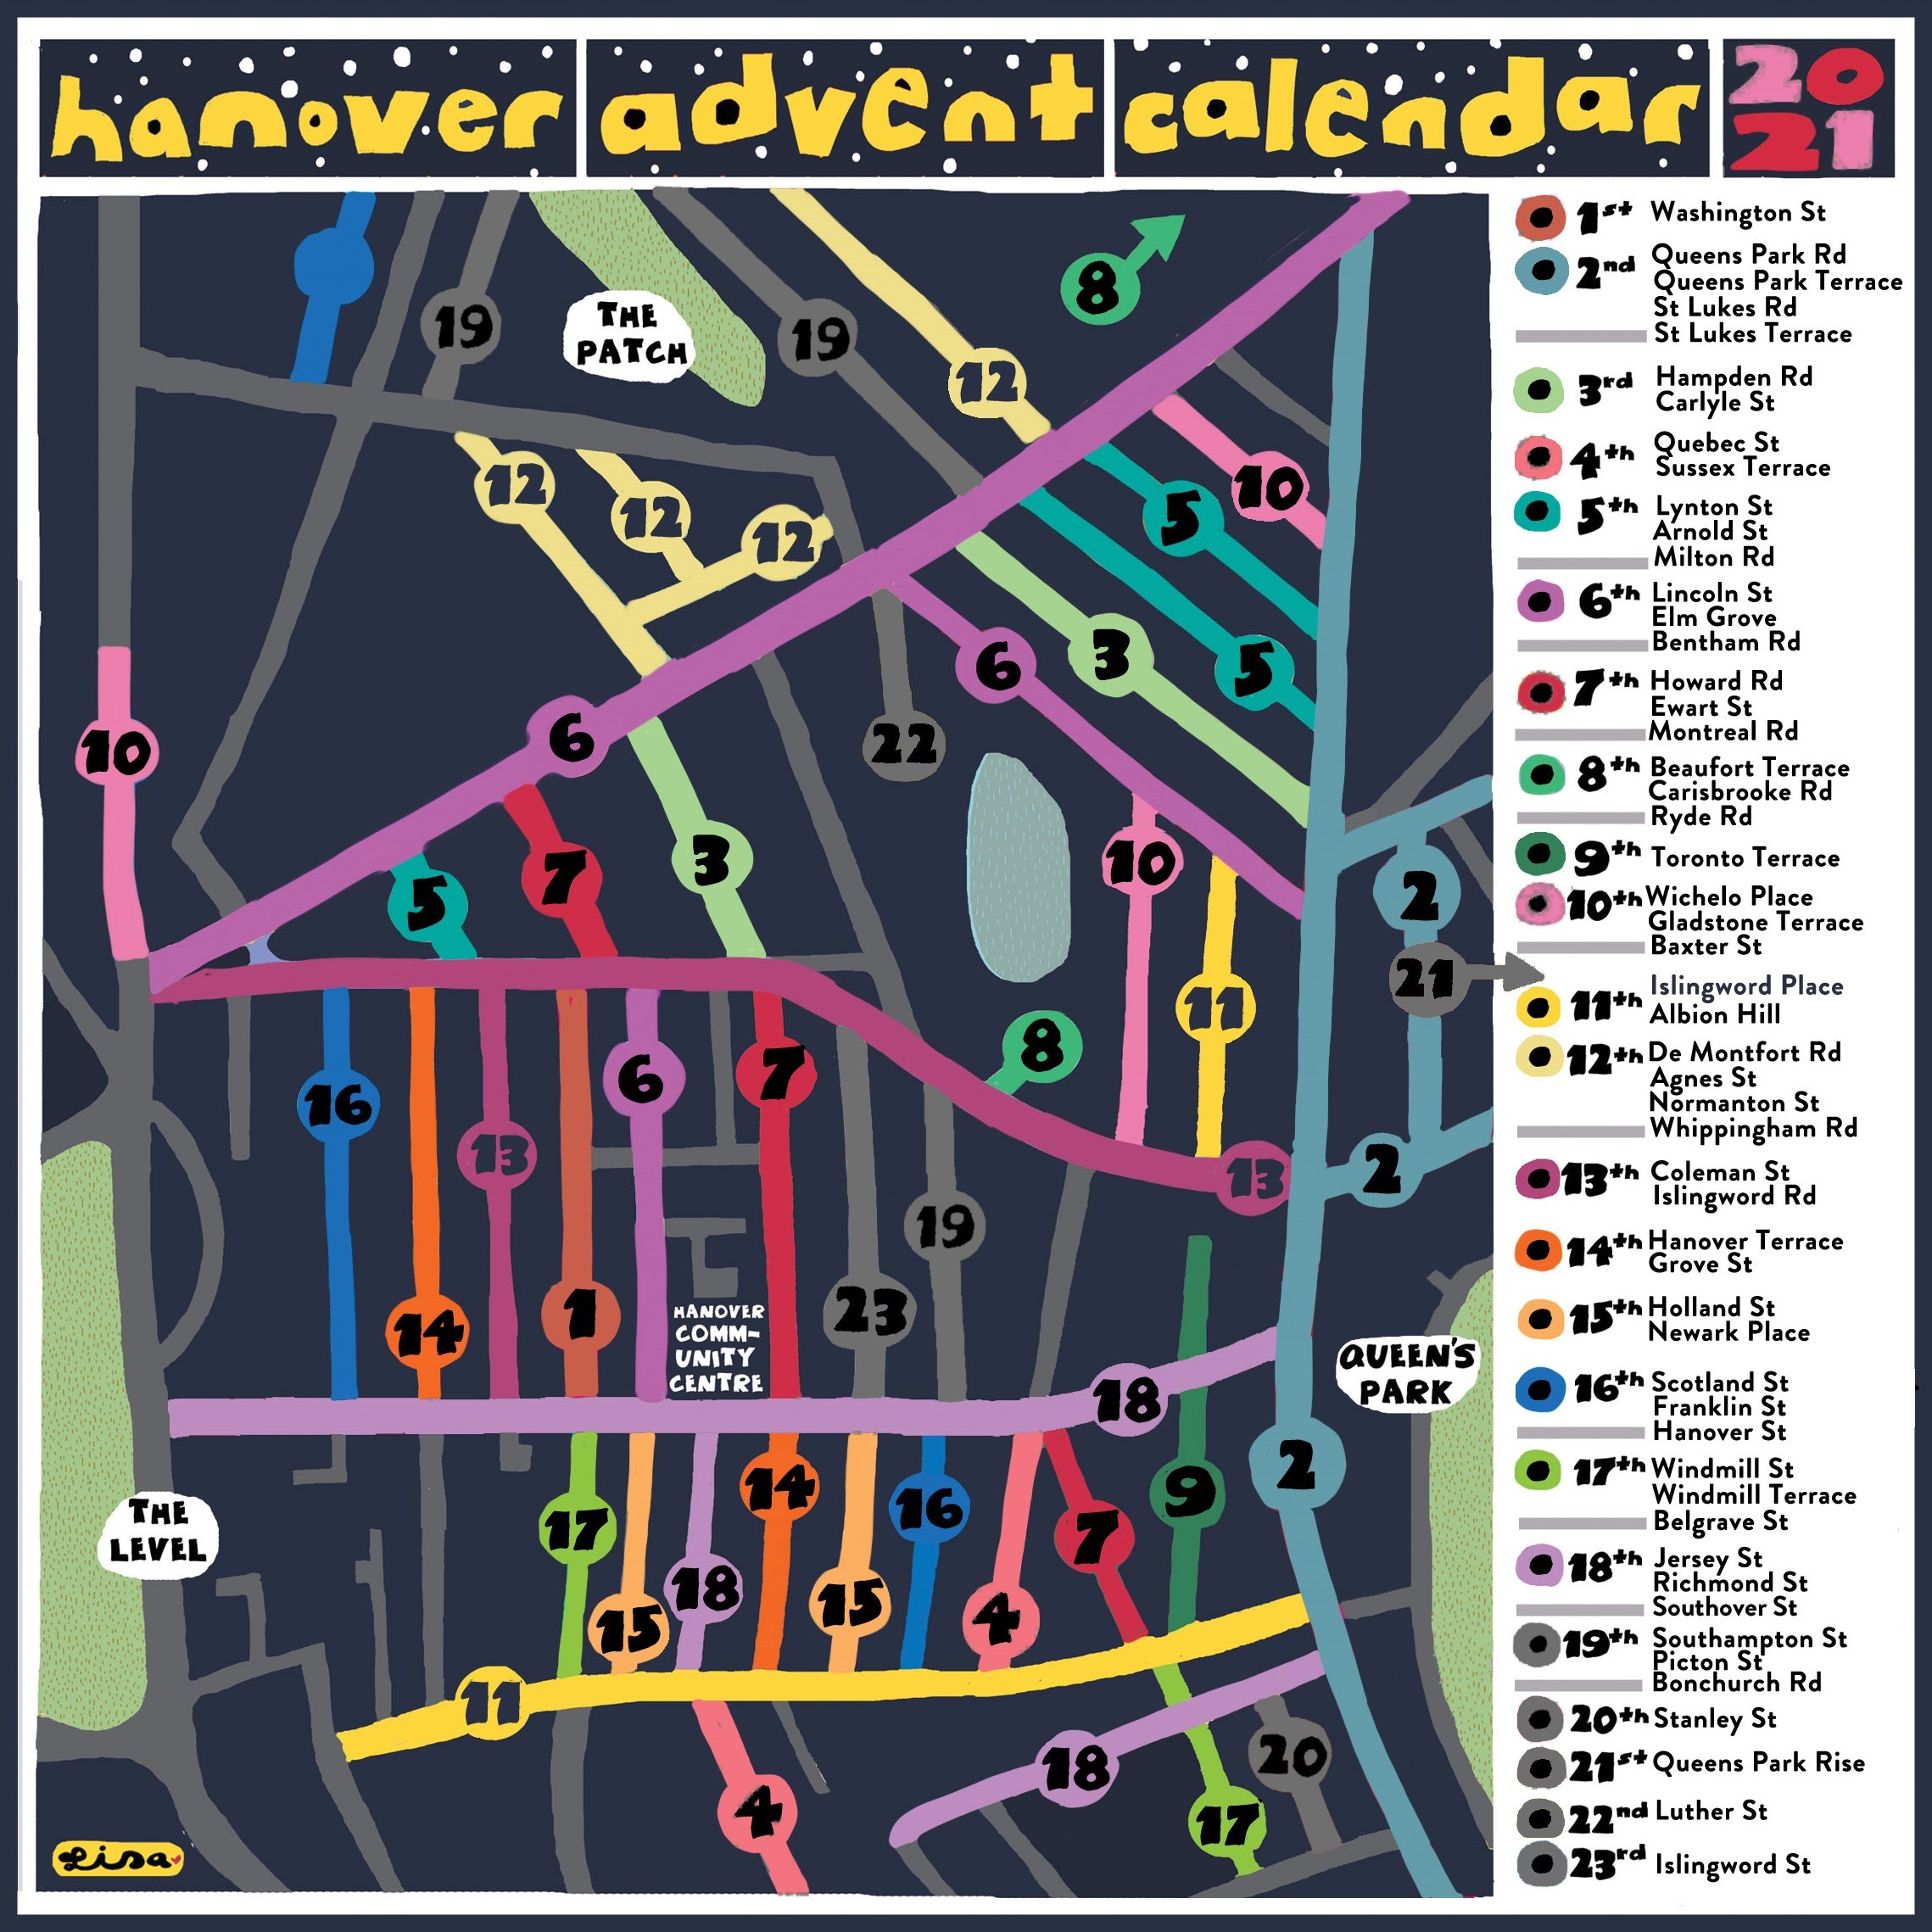 hanover advent calendar 20
21
8
19
THE
PATCH
19
12
12
12
12
10
5
6
3
5
6
22
10
5
7
3
10
11
2
21
16
13
6
7
8
13
2
19
14
1
HANOVER
COMM-
UNITY
CENTRE
23
18
QUEEN'S
PARK
THE
LEVEL
17
15
18
14
15
16
4
7
9
2
11
4
18
20
17
Lisa
1st Washington St
2nd Queens Park Rd
Queens Park Terrace
St Lukes Rd
St Lukes Terrace
3rd Hampden Rd
Carlyle St
4th Quebec St
Sussex Terrace
5th Lynton St
Arnold St
Milton Rd
6th Lincoln St
Elm Grove
Bentham Rd
7th Howard Rd
Ewart St
Montreal Rd
8th Beaufort Terrace
Carisbrooke Rd
Ryde Rd
9th Toronto Terrace
10th Wichelo Place
Gladstone Terrace
Baxter St
Islingword Place
11th Albion Hill
12th De Montfort Rd
Agnes St
Normanton St
Whippingham Rd
13th Coleman St
Islingword Rd
14th Hanover Terrace
Grove St
15th Holland St
Newark Place
16th Scotland St
Franklin St
Hanover St
17th Windmill St
Windmill Terrace
Belgrave St
18th Jersey St
Richmond St
Southover St
19th Southampton St
Picton St
Bonchurch Rd
20th Stanley St
21st Queens Park Rise
22nd Luther St
23rd Islingword St